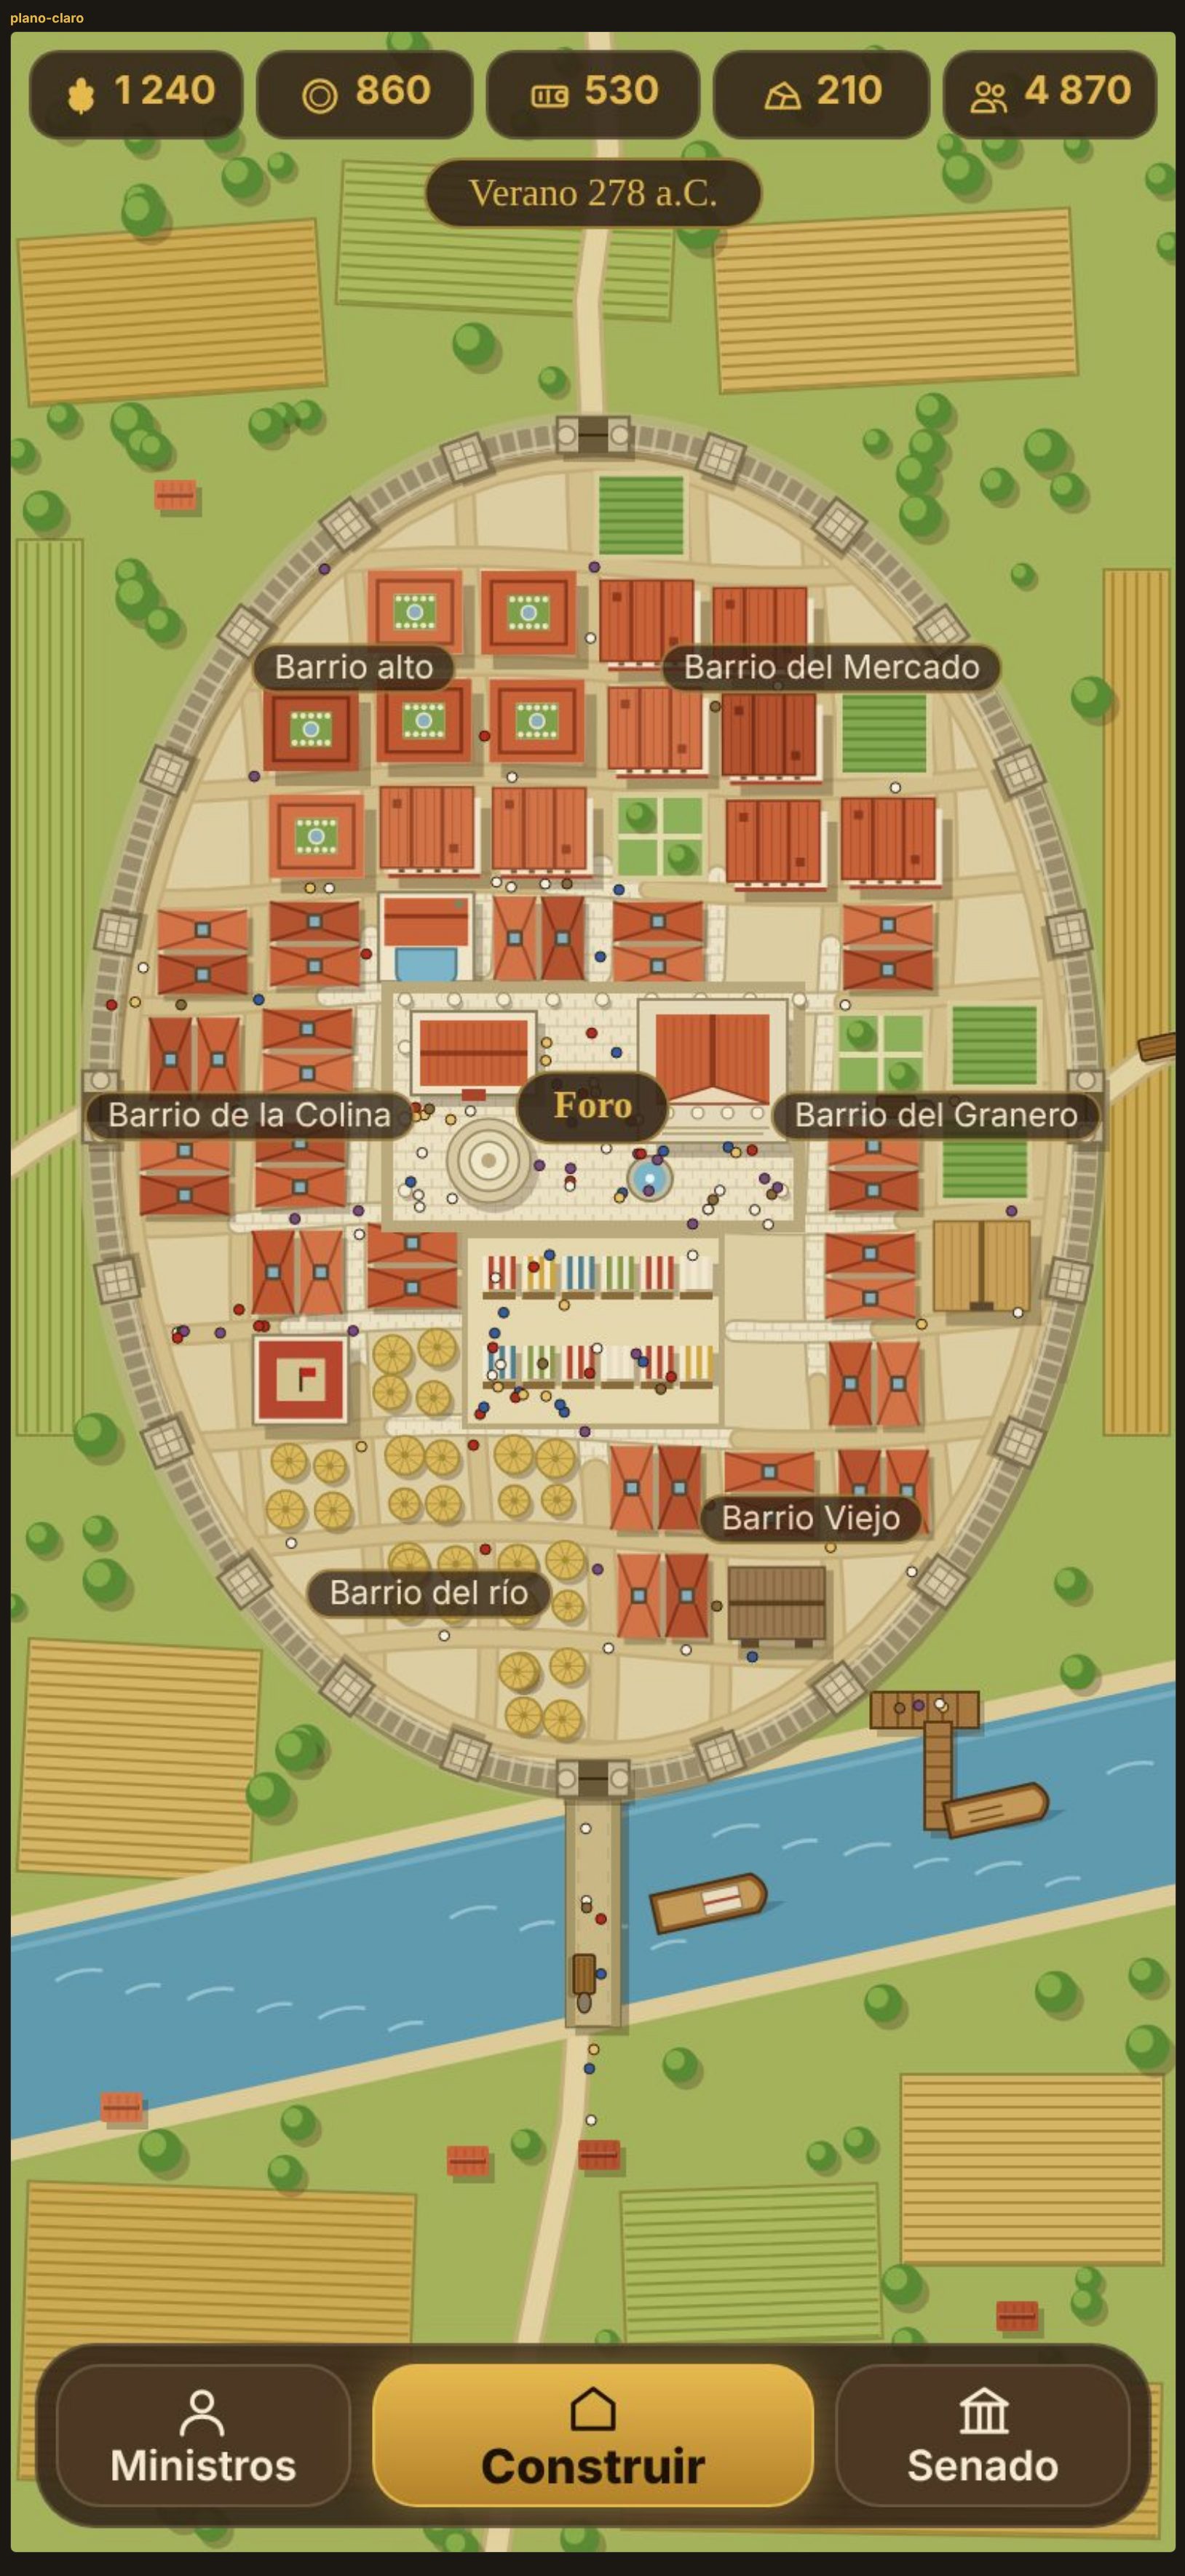 plano-claro
1 240
860
530
210
4 870
Verano 278 a.C.
Barrio alto
Barrio del Mercado
Barrio de la Colina
Foro
Barrio del Granero
Barrio Viejo
Barrio del río
Ministros
Construir
Senado